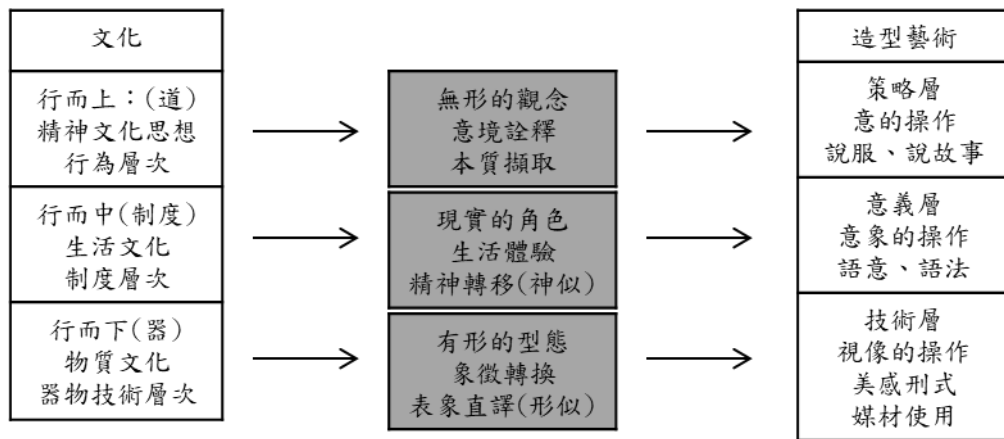 文化
行而上：(道)
精神文化思想
行為層次
行而中(制度)
生活文化
制度層次
行而下(器)
物質文化
器物技術層次
無形的觀念
意境詮釋
本質擷取
現實的角色
生活體驗
精神轉移(神似)
有形的型態
象徵轉換
表象直譯(形似)
造型藝術
策略層
意的操作
說服、說故事
意義層
意象的操作
語意、語法
技術層
視像的操作
美感刑式
媒材使用